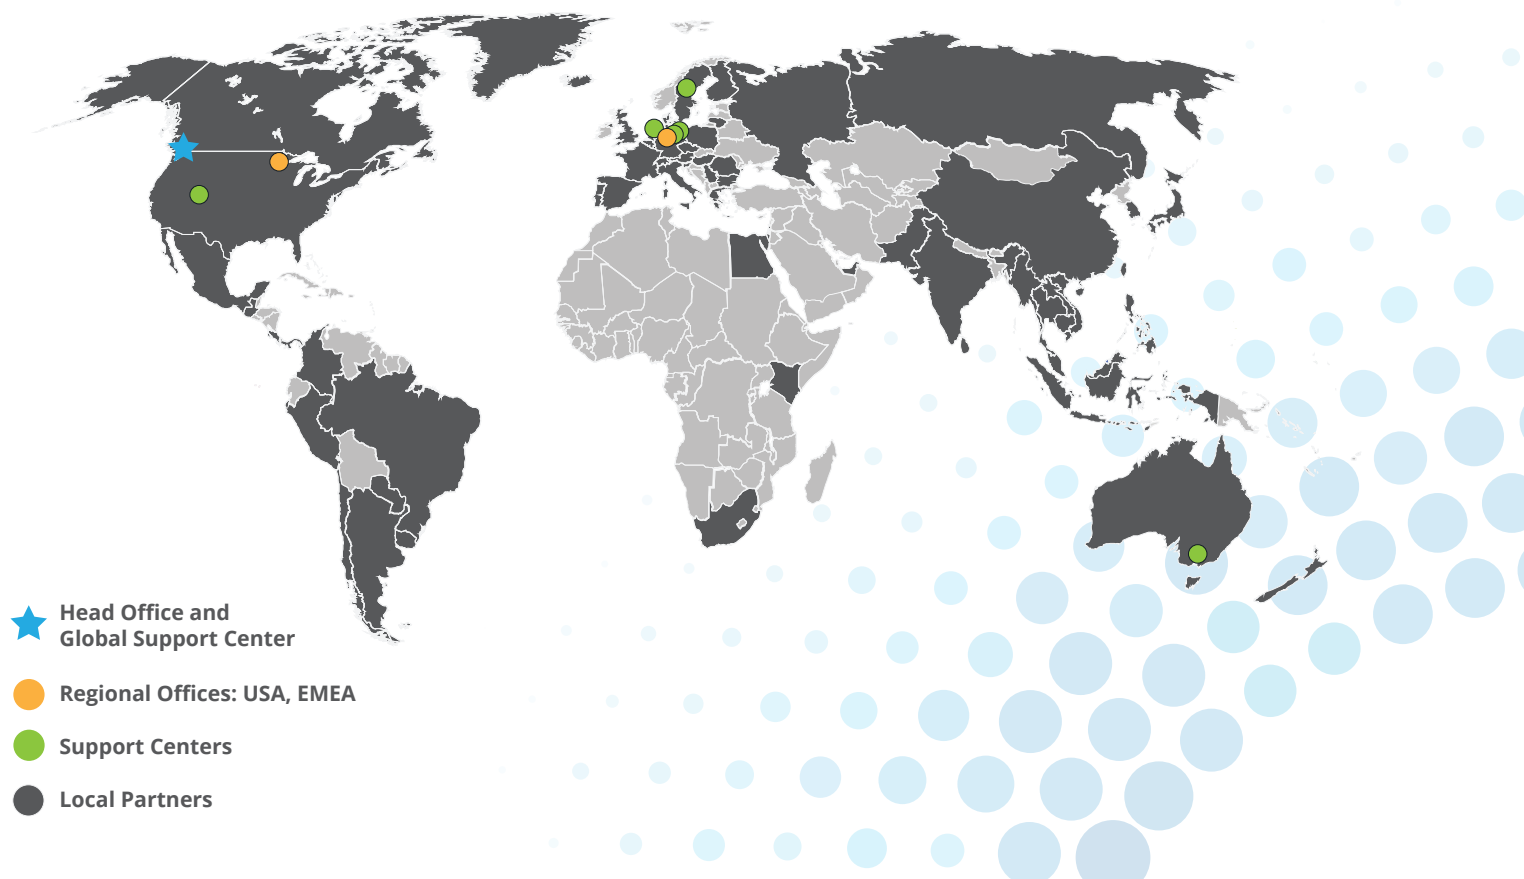 Head Office and
Global Support Center
Regional Offices: USA, EMEA
Support Centers
Local Partners